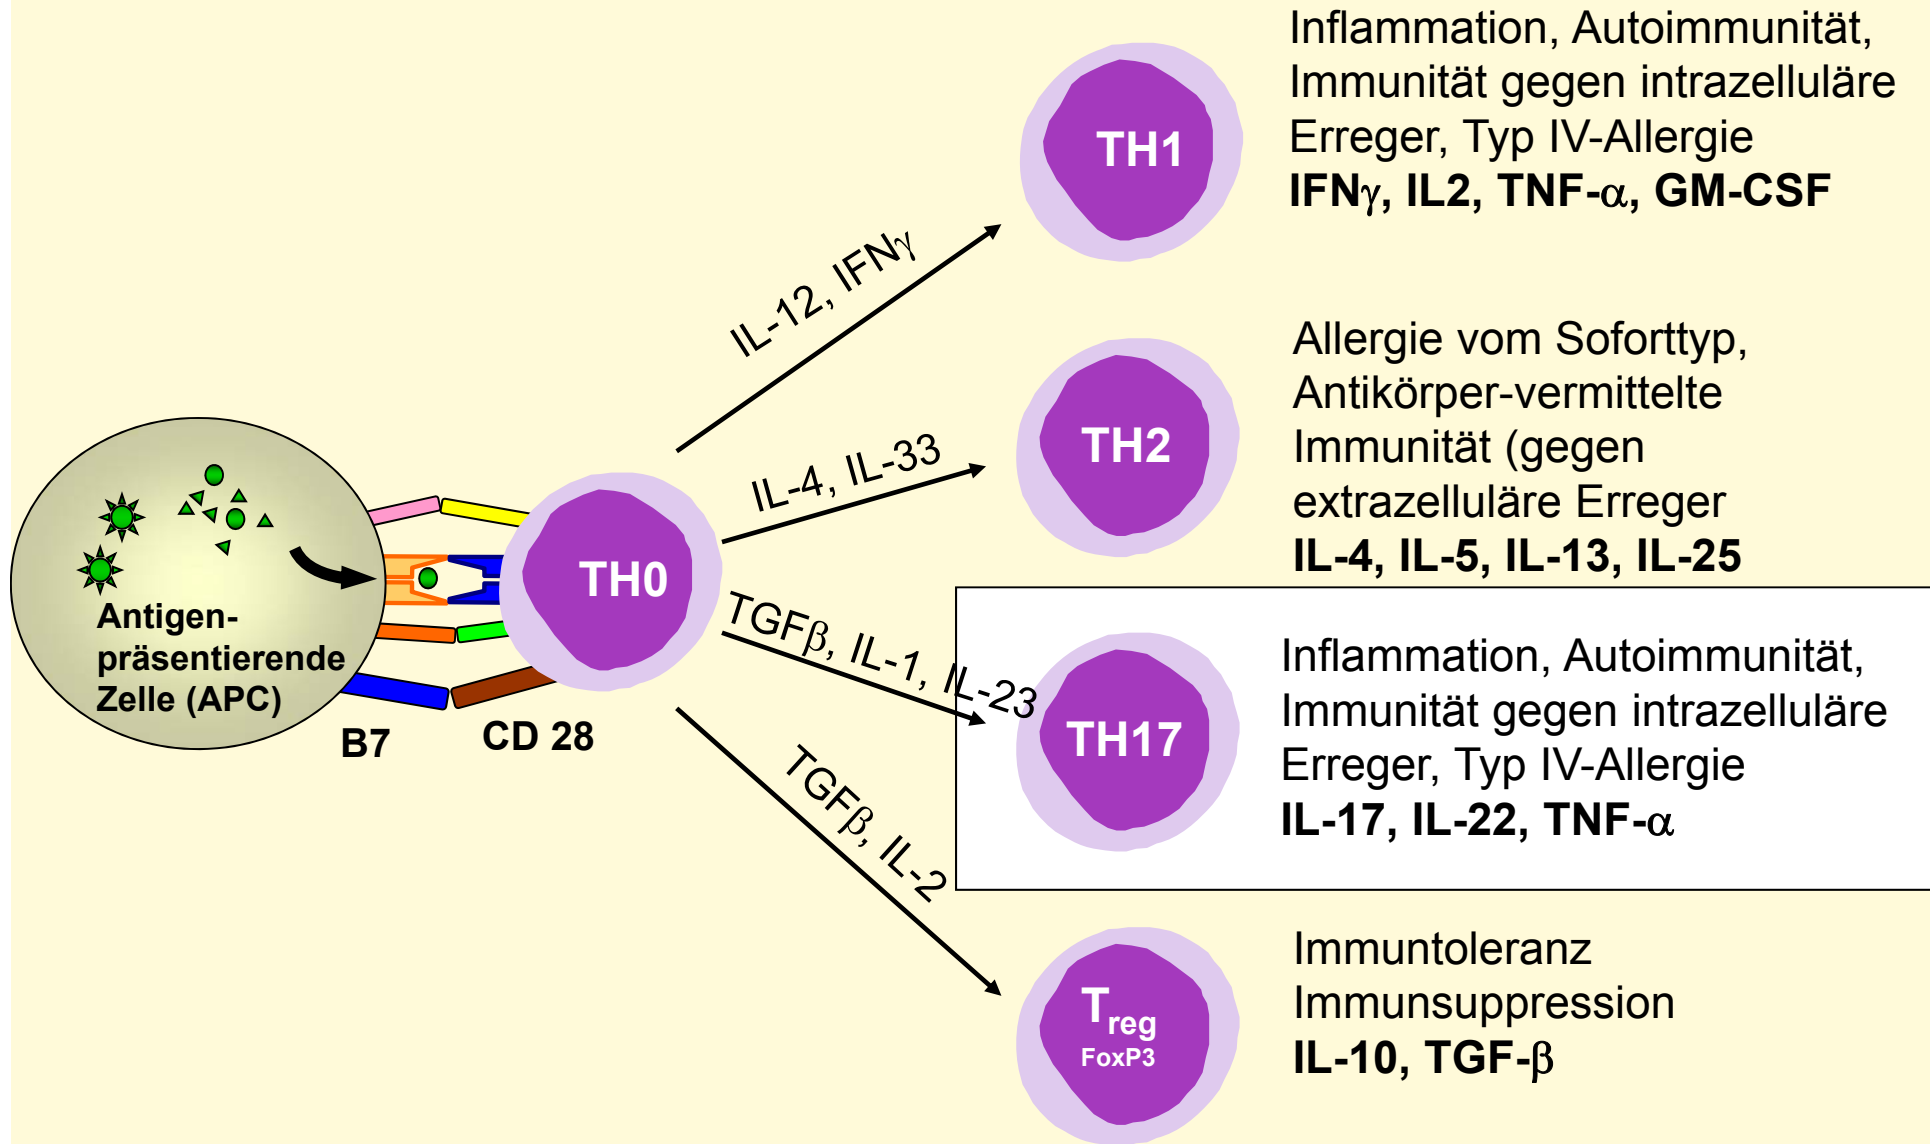 Inflammation, Autoimmunität,
Immunität gegen intrazelluläre
Erreger, Typ IV-Allergie
IFNγ, IL2, TNF-α, GM-CSF
TH1
IL-12, IFNγ
Allergie vom Soforttyp,
Antikörper-vermittelte
Immunität (gegen
extrazelluläre Erreger
IL-4, IL-5, IL-13, IL-25
TH2
IL-4, IL-33
TH0
Antigen-
präsentierende
Zelle (APC)
B7
CD 28
TGFβ, IL-1, IL-23
TH17
Inflammation, Autoimmunität,
Immunität gegen intrazelluläre
Erreger, Typ IV-Allergie
IL-17, IL-22, TNF-α
TGFβ, IL-2
Treg
FoxP3
Immuntoleranz
Immunsuppression
IL-10, TGF-β